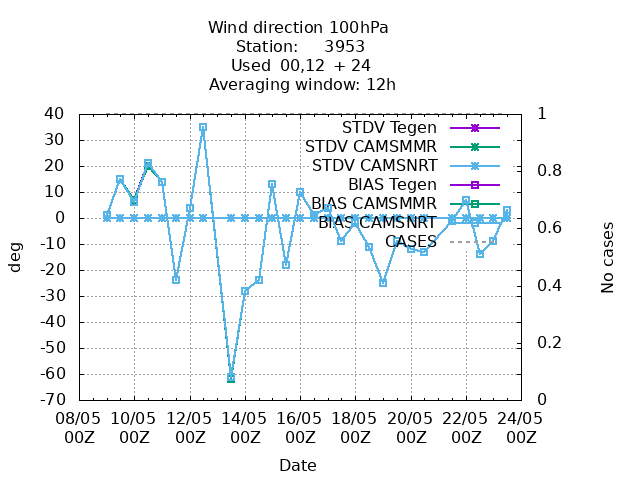 Wind direction 100hPa
Station: 3953
Used 00,12 + 24
Averaging window: 12h
40
30
20
10
0
-10
-20
-30
-40
-50
-60
-70
deg
1
0.8
0.6
0.4
0.2
0
No cases
STDV Tegen
STDV CAMSMMR
STDV CAMSNRT
BIAS Tegen
BIAS CAMSMMR
BIAS CAMSNRT
CASES
08/05 10/05 12/05 14/05 16/05 18/05 20/05 22/05 24/05
00Z 00Z 00Z 00Z 00Z 00Z 00Z 00Z 00Z
Date